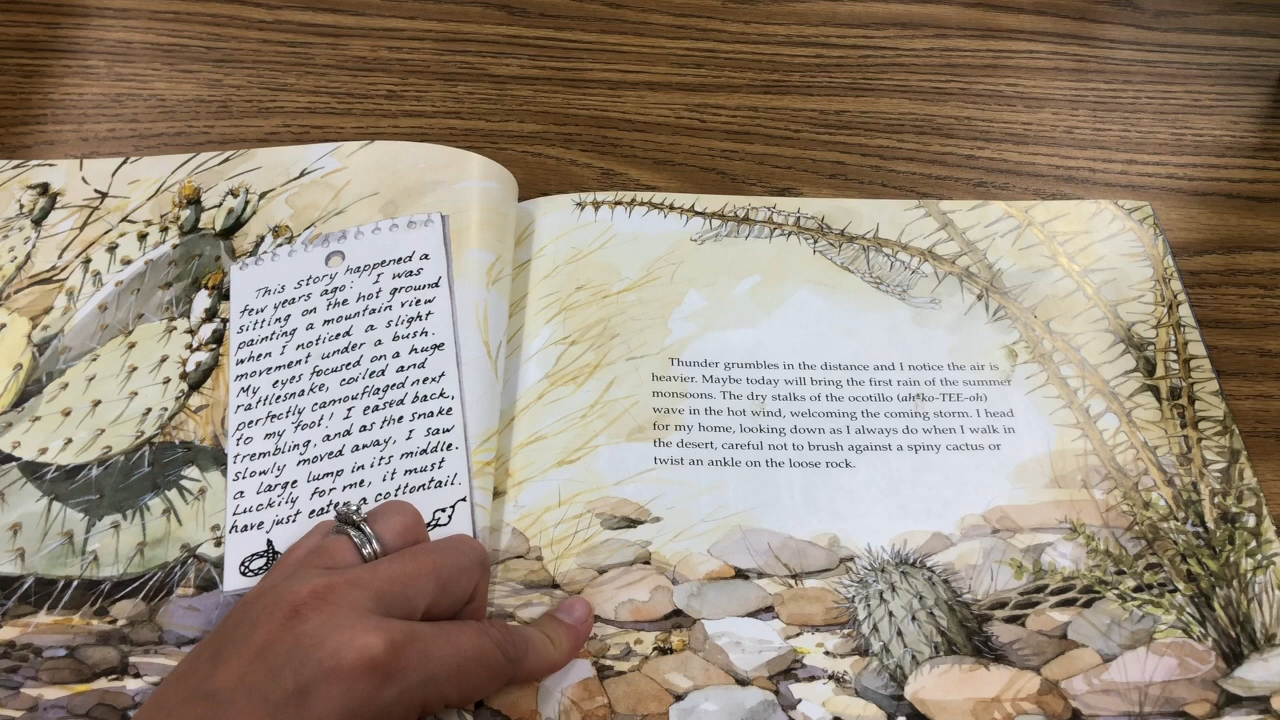 This story happened a
few years ago: I was
sitting on the hot ground
painting a mountain view
when I noticed a slight
movement under a bush.
My eyes focused on a huge
rattlesnake, coiled and
perfectly camouflaged next
to my foot! I eased back,
trembling, and as the snake
slowly moved away, I saw
a large lump in its middle.
Luckily for me, it must
have just eaten a cottontail.
Thunder grumbles in the distance and I notice the air is
heavier. Maybe today will bring the first rain of the summer
monsoons. The dry stalks of the ocotillo (ah*ko-TEE-oh)
wave in the hot wind, welcoming the coming storm. I head
for my home, looking down as I always do when I walk in
the desert, careful not to brush against a spiny cactus or
twist an ankle on the loose rock.